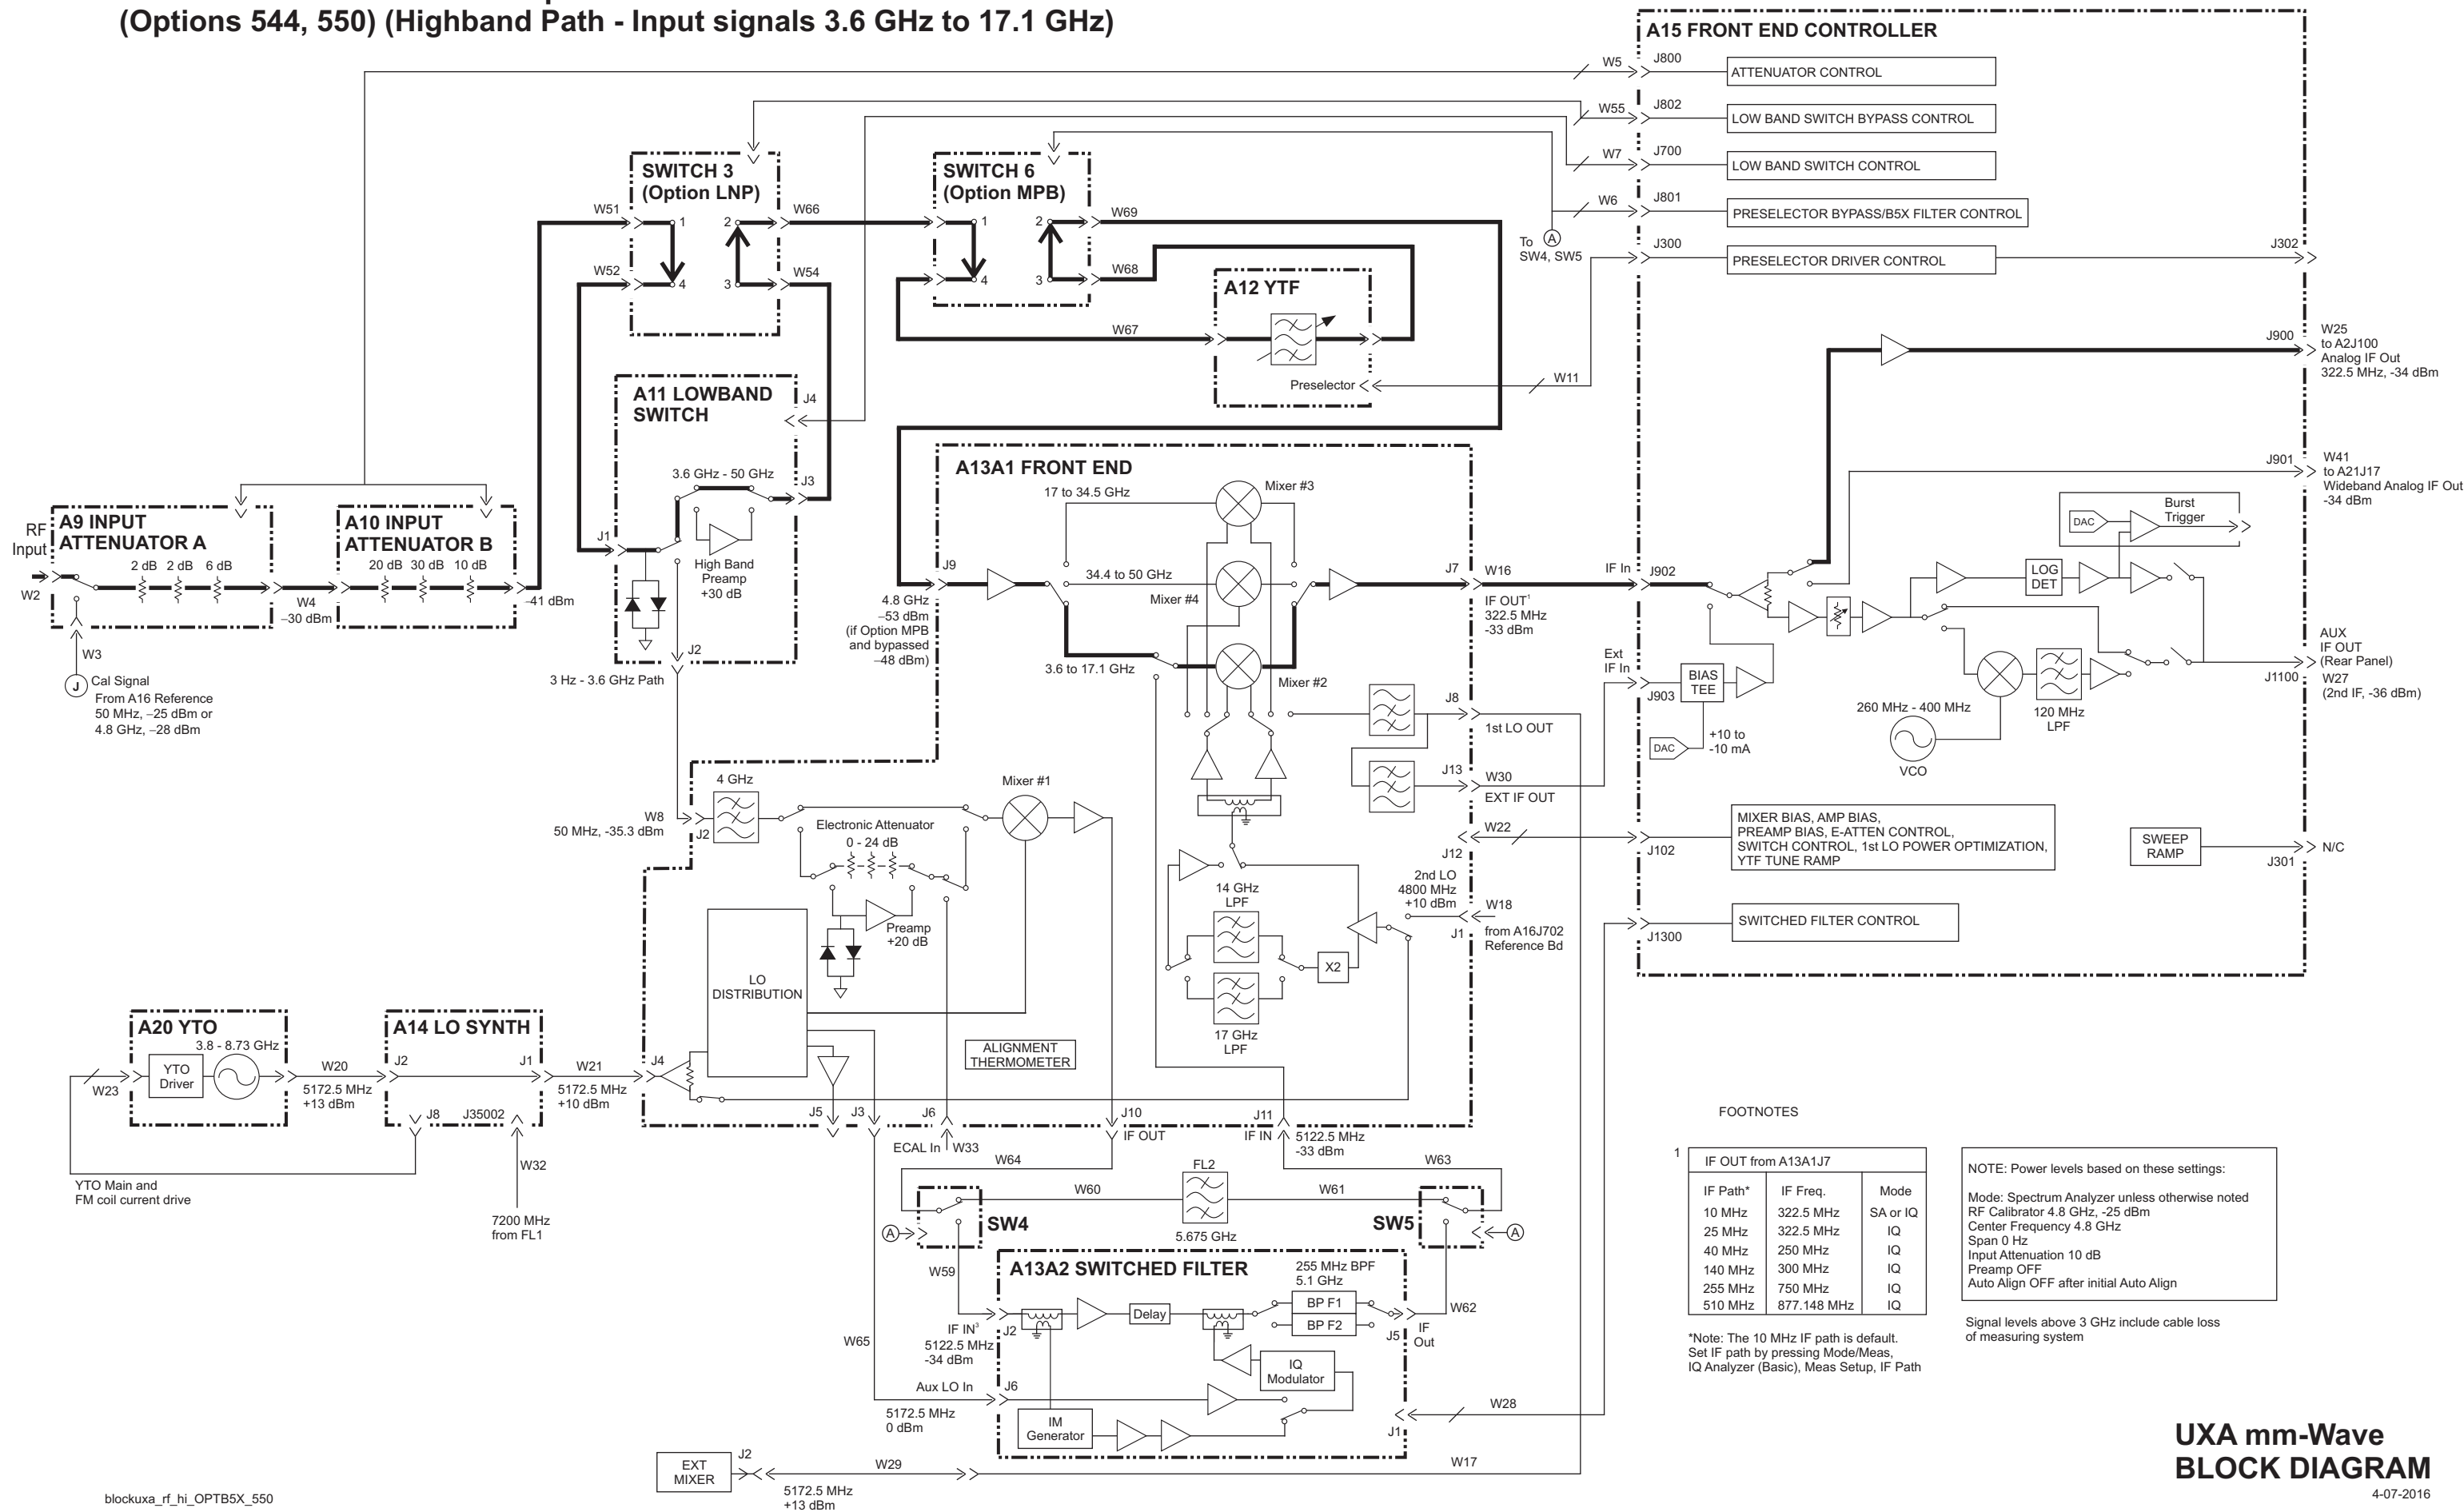 (Options 544, 550) (Highband Path - Input signals 3.6 GHz to 17.1 GHz)
A15 FRONT END CONTROLLER
W5
J800
ATTENUATOR CONTROL
W55
J802
LOW BAND SWITCH BYPASS CONTROL
W7
J700
LOW BAND SWITCH CONTROL
W6
J801
PRESELECTOR BYPASS/B5X FILTER CONTROL
To
A
SW4, SW5
J300
PRESELECTOR DRIVER CONTROL
J302
SWITCH 3
(Option LNP)
W51
1
2
W66
W52
4
3
W54
SWITCH 6
(Option MPB)
1
2
W69
4
3
W68
A12 YTF
W67
Preselector
W11
J900
W25
to A2J100
Analog IF Out
322.5 MHz, -34 dBm
J901
W41
to A21J17
Wideband Analog IF Out
-34 dBm
A11 LOWBAND
SWITCH
J4
3.6 GHz - 50 GHz
J3
J1
High Band
Preamp
+30 dB
J2
3 Hz - 3.6 GHz Path
RF
Input
A9 INPUT
ATTENUATOR A
2 dB
2 dB
6 dB
W2
W4
−30 dBm
A10 INPUT
ATTENUATOR B
20 dB
30 dB
10 dB
−41 dBm
W3
J
Cal Signal
From A16 Reference
50 MHz, −25 dBm or
4.8 GHz, −28 dBm
A13A1 FRONT END
17 to 34.5 GHz
Mixer #3
J9
34.4 to 50 GHz
Mixer #4
4.8 GHz
−53 dBm
(if Option MPB
and bypassed
−48 dBm)
3.6 to 17.1 GHz
Mixer #2
J7
W16
IF OUT¹
322.5 MHz
-33 dBm
IF In
J902
Ext
IF In
J903
BIAS
TEE
DAC
+10 to
-10 mA
Burst
Trigger
DAC
LOG
DET
260 MHz - 400 MHz
VCO
120 MHz
LPF
AUX
IF OUT
(Rear Panel)
J1100
W27
(2nd IF, -36 dBm)
J8
1st LO OUT
J13
W30
EXT IF OUT
W22
J12
J102
MIXER BIAS, AMP BIAS,
PREAMP BIAS, E-ATTEN CONTROL,
SWITCH CONTROL, 1st LO POWER OPTIMIZATION,
YTF TUNE RAMP
SWEEP
RAMP
J301
N/C
2nd LO
4800 MHz
+10 dBm
W18
J1
from A16J702
Reference Bd
J1300
SWITCHED FILTER CONTROL
W8
50 MHz, -35.3 dBm
J2
4 GHz
Mixer #1
Electronic Attenuator
0 - 24 dB
Preamp
+20 dB
14 GHz
LPF
17 GHz
LPF
X2
LO
DISTRIBUTION
ALIGNMENT
THERMOMETER
A20 YTO
3.8 - 8.73 GHz
YTO
Driver
W23
W20
5172.5 MHz
+13 dBm
A14 LO SYNTH
J2
J1
J8
J35002
W21
5172.5 MHz
+10 dBm
J4
YTO Main and
FM coil current drive
W32
7200 MHz
from FL1
J5
J3
J6
ECAL In
W33
J10
IF OUT
J11
IF IN
5122.5 MHz
-33 dBm
W64
W63
FL2
W60
W61
5.675 GHz
A
SW4
SW5
A
W59
A13A2 SWITCHED FILTER
255 MHz BPF
5.1 GHz
BP F1
BP F2
Delay
IF IN³
J2
5122.5 MHz
-34 dBm
J5
IF
Out
W62
IQ
Modulator
W65
Aux LO In
J6
5172.5 MHz
0 dBm
IM
Generator
J1
W28
EXT
MIXER
J2
W29
5172.5 MHz
+13 dBm
W17
FOOTNOTES
1
IF OUT from A13A1J7
IF Path* IF Freq. Mode
10 MHz 322.5 MHz SA or IQ
25 MHz 322.5 MHz IQ
40 MHz 250 MHz IQ
140 MHz 300 MHz IQ
255 MHz 750 MHz IQ
510 MHz 877.148 MHz IQ
*Note: The 10 MHz IF path is default.
Set IF path by pressing Mode/Meas,
IQ Analyzer (Basic), Meas Setup, IF Path
NOTE: Power levels based on these settings:
Mode: Spectrum Analyzer unless otherwise noted
RF Calibrator 4.8 GHz, -25 dBm
Center Frequency 4.8 GHz
Span 0 Hz
Input Attenuation 10 dB
Preamp OFF
Auto Align OFF after initial Auto Align
Signal levels above 3 GHz include cable loss
of measuring system
UXA mm-Wave
BLOCK DIAGRAM
4-07-2016
blockuxa_rf_hi_OPTB5X_550